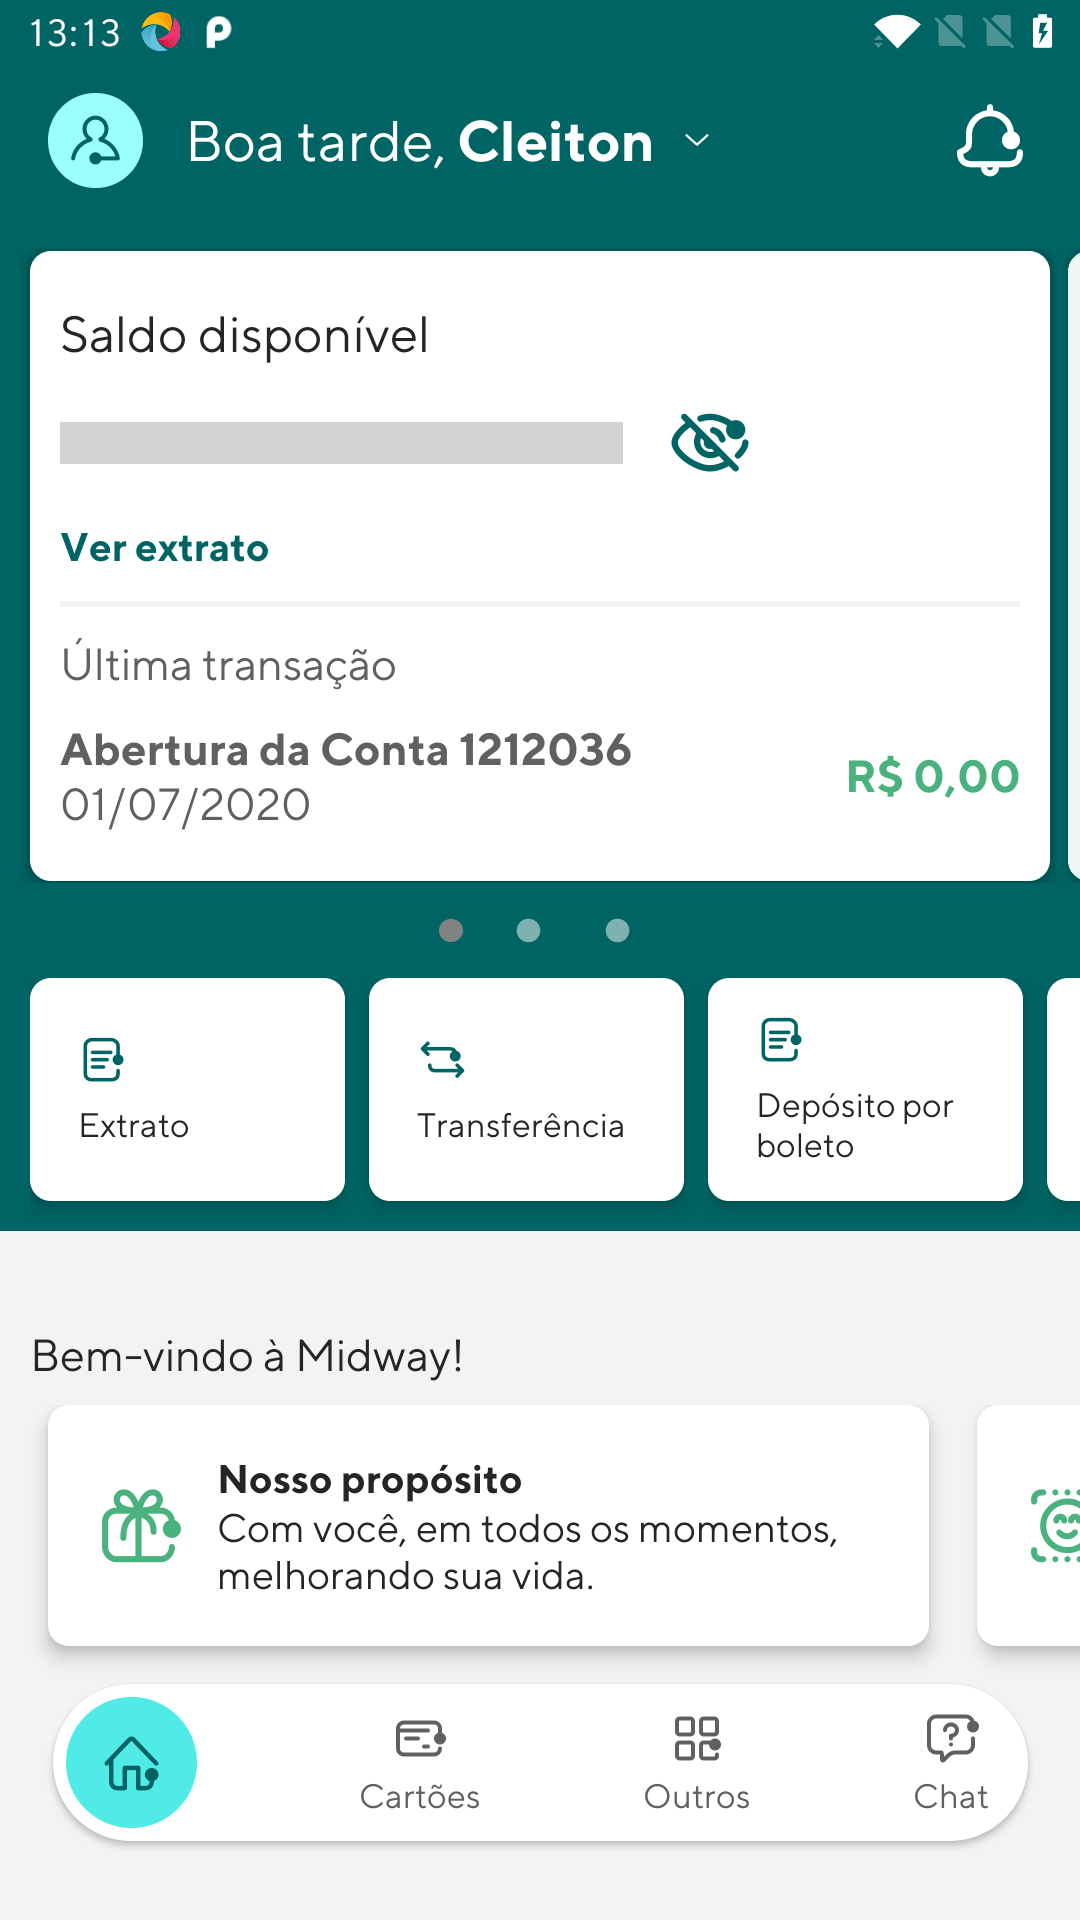 13:13
Boa tarde, Cleiton
Saldo disponível
Ver extrato
Última transação
Abertura da Conta 1212036
01/07/2020
R$ 0,00
Extrato
Transferência
Depósito por
boleto
Bem-vindo à Midway!
Nosso propósito
Com você, em todos os momentos,
melhorando sua vida.
Cartões
Outros
Chat